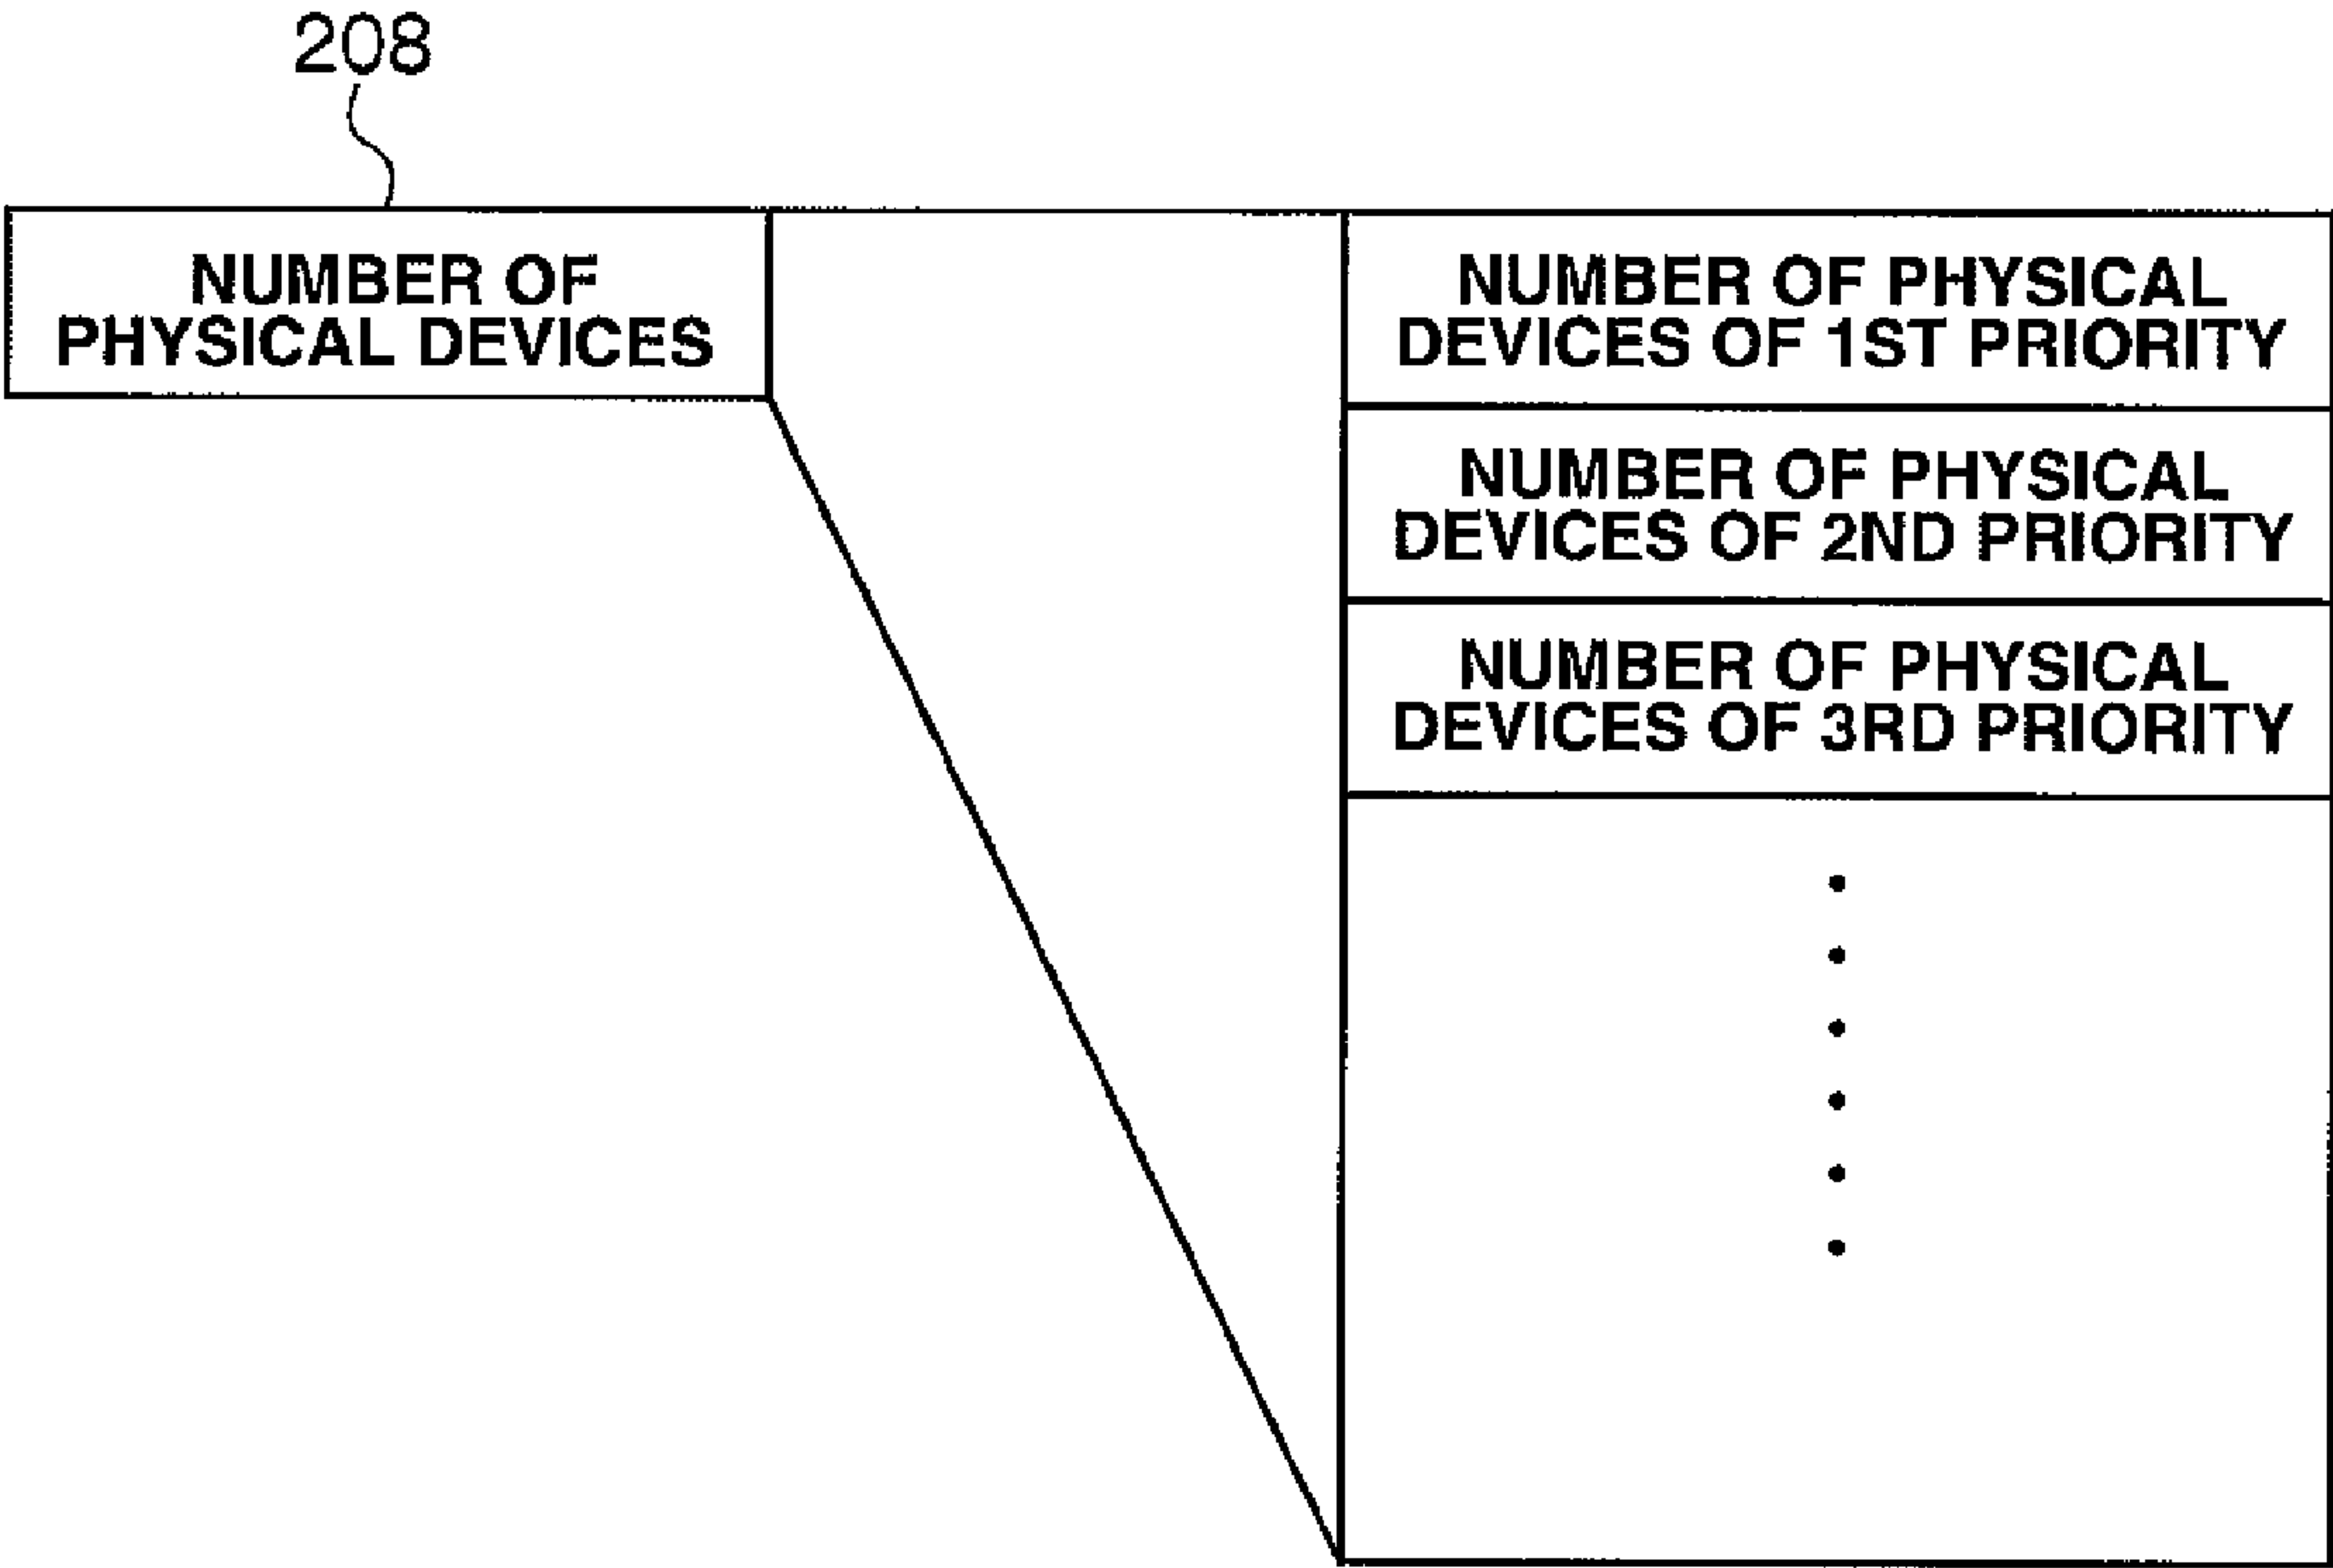 208
NUMBER OF
PHYSICAL DEVICES
NUMBER OF PHYSICAL
DEVICES OF 1ST PRIORITY
NUMBER OF PHYSICAL
DEVICES OF 2ND PRIORITY
NUMBER OF PHYSICAL
DEVICES OF 3RD PRIORITY